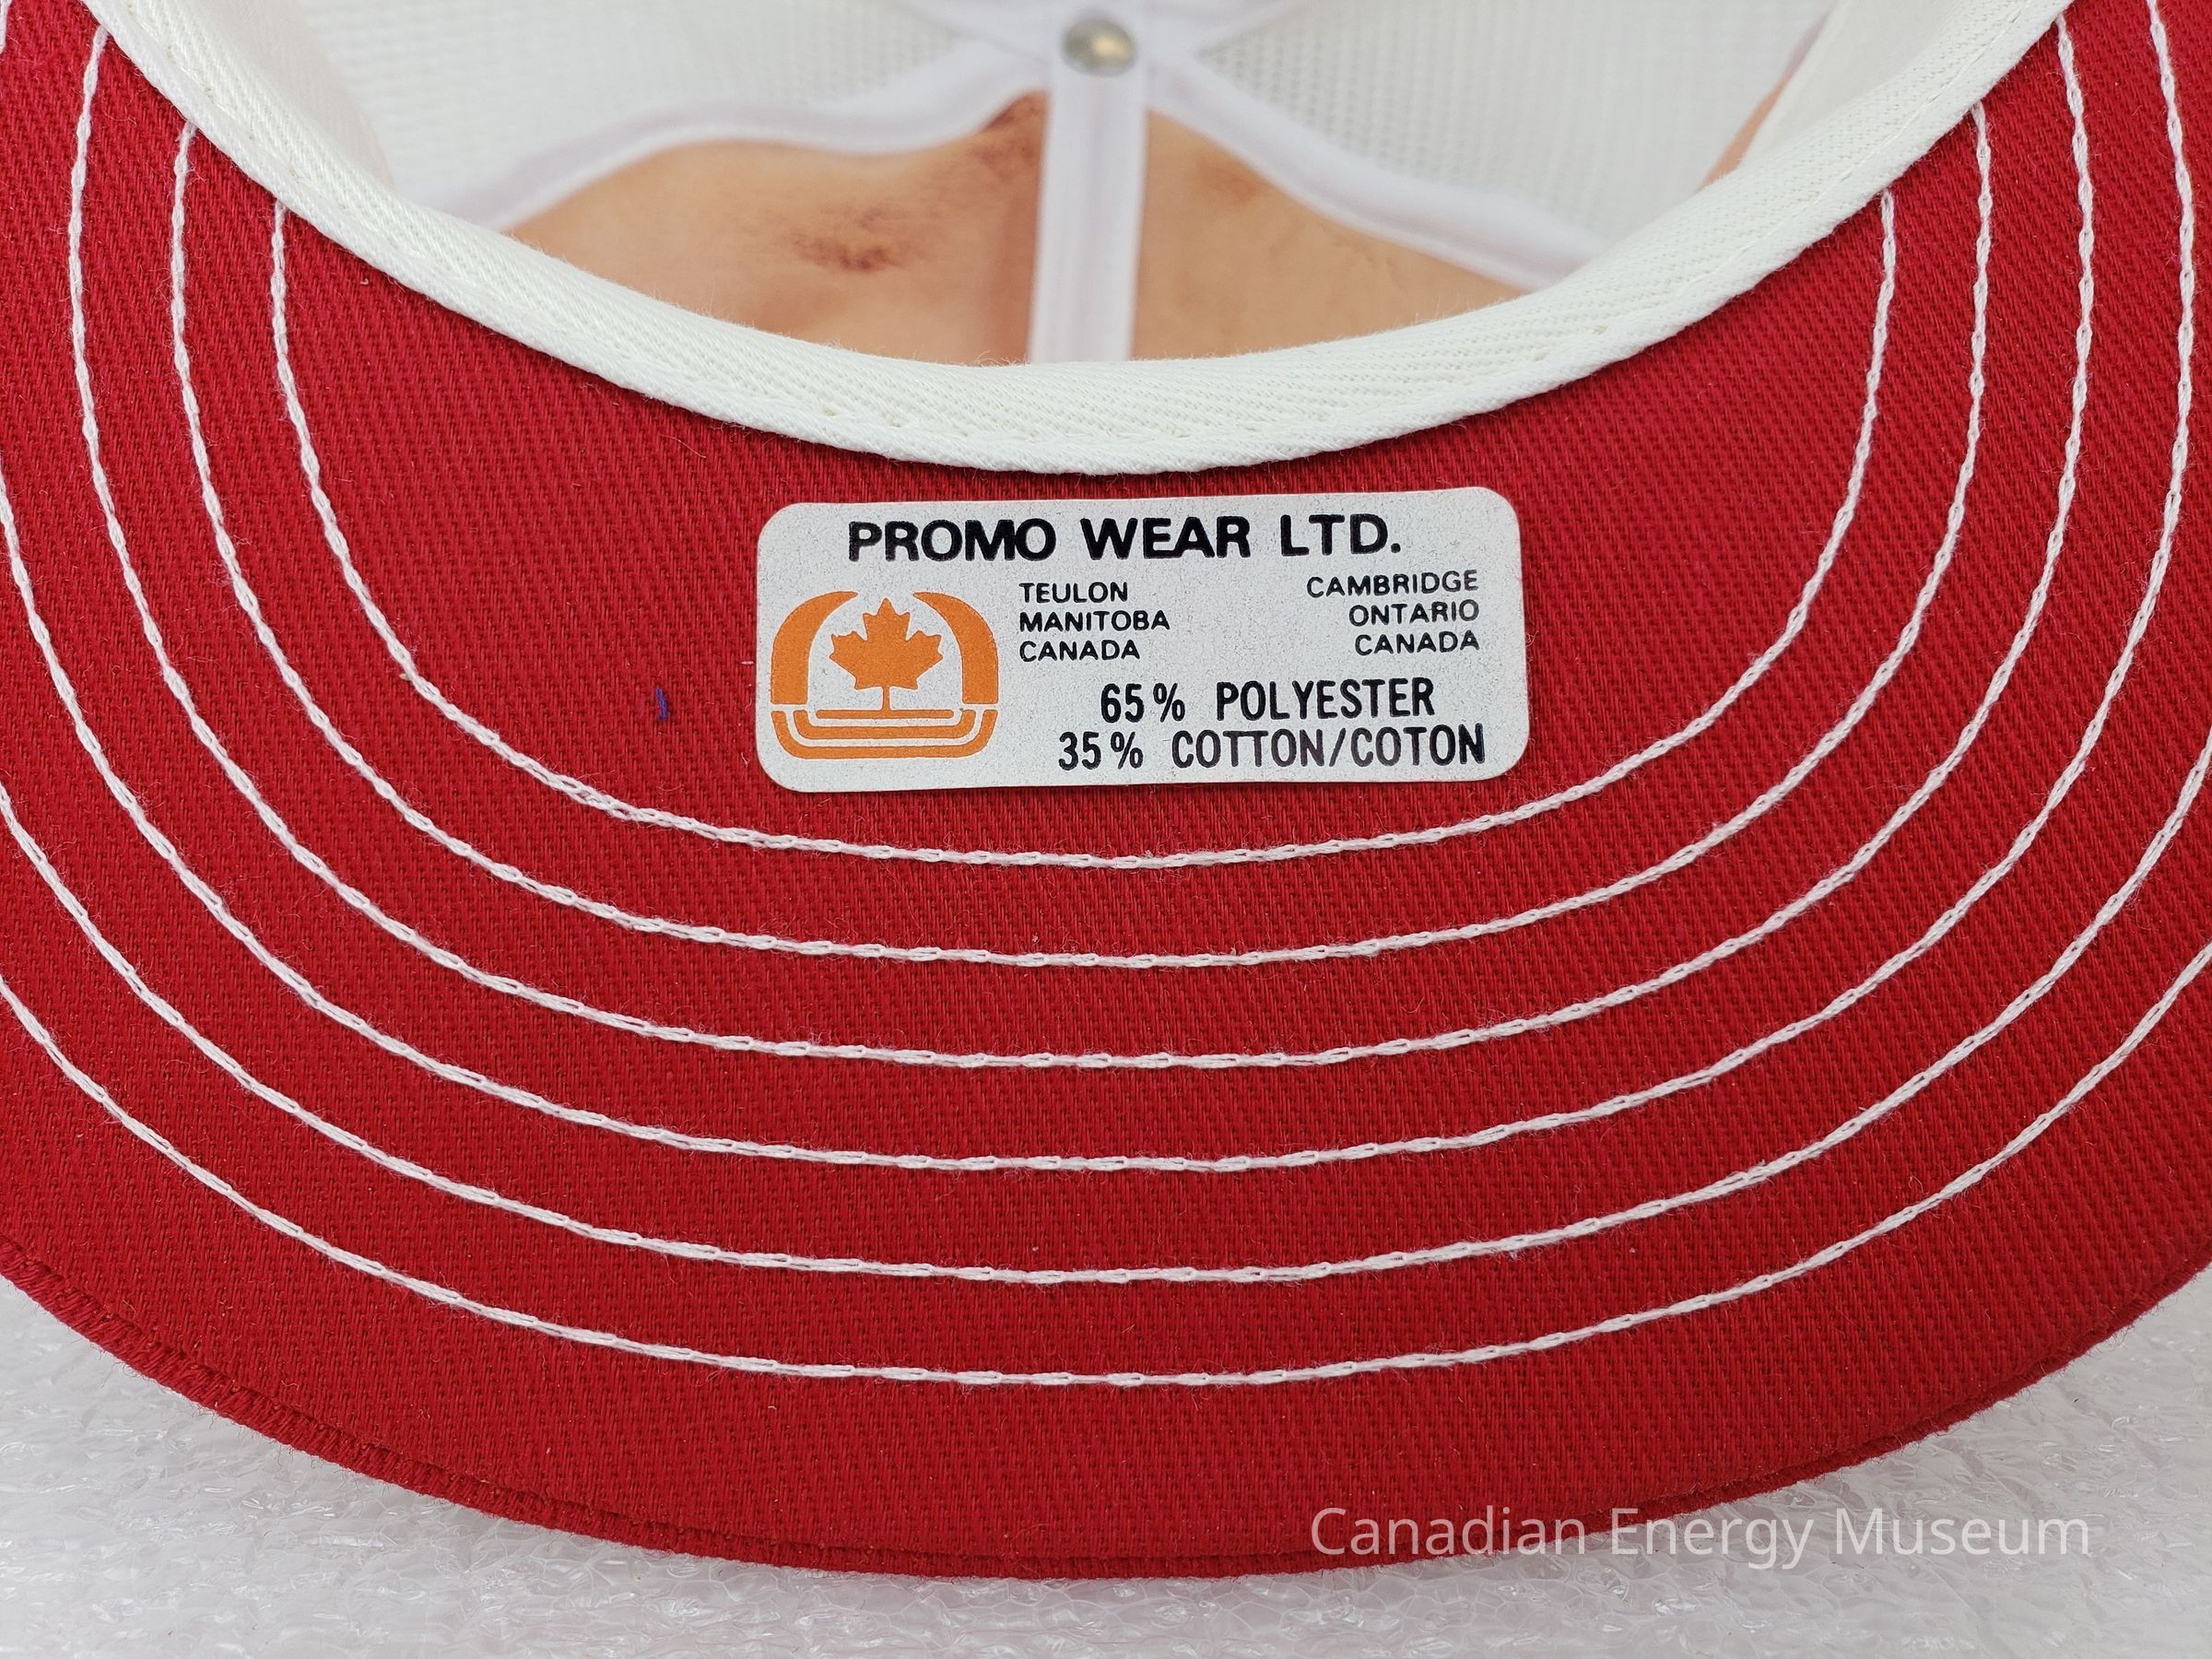 PROMO WEAR LTD.
TEULON
MANITOBA
CANADA
CAMBRIDGE
ONTARIO
CANADA
65% POLYESTER
35% COTTON/COTON
Canadian Energy Museum